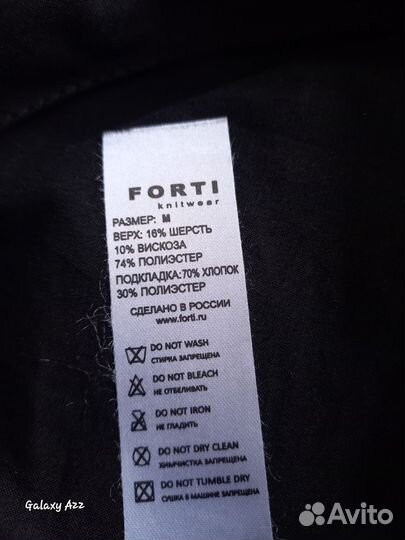 FORTI
knitwear
РАЗМЕР: M
ВЕРХ: 16% ШЕРСТЬ
10% ВИСКОЗА
74% ПОЛИЭСТЕР
ПОДКЛАДКА:70% ХЛОПОК
30% ПОЛИЭСТЕР
СДЕЛАНО В РОССИИ
www.forti.ru
DO NOT WASH
СТИРКА ЗАПРЕЩЕНА
DO NOT BLEACH
НЕ ОТБЕЛИВАТЬ
DO NOT IRON
НЕ ГЛАДИТЬ
DO NOT DRY CLEAN
ХИМЧИСТКА ЗАПРЕЩЕНА
DO NOT TUMBLE DRY
СУШКА В МАШИНЕ ЗАПРЕЩЕНА
Galaxy A22
Avito